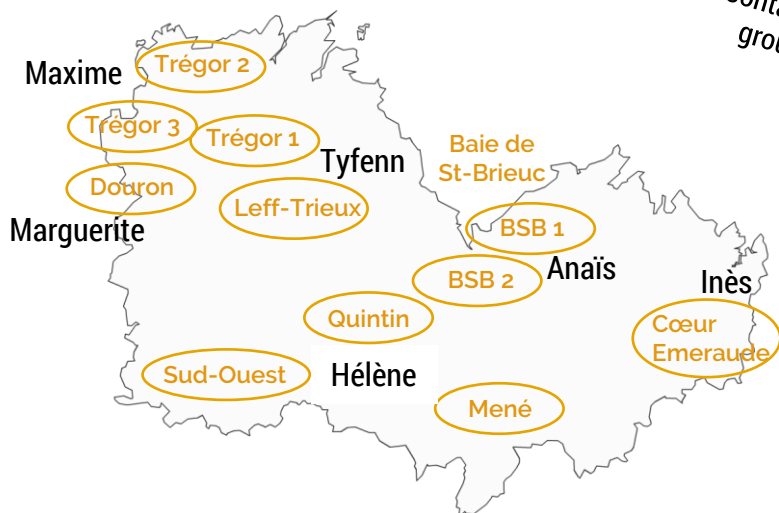 Trégor 2
Maxime
Trégor 3
Trégor 1
Baie de
St-Brieuc
Tyfenn
Douron
Leff-Trieux
Marguerite
BSB 1
Anaïs
BSB 2
Inès
Quintin
Cœur
Emeraude
Sud-Ouest
Hélène
Mené